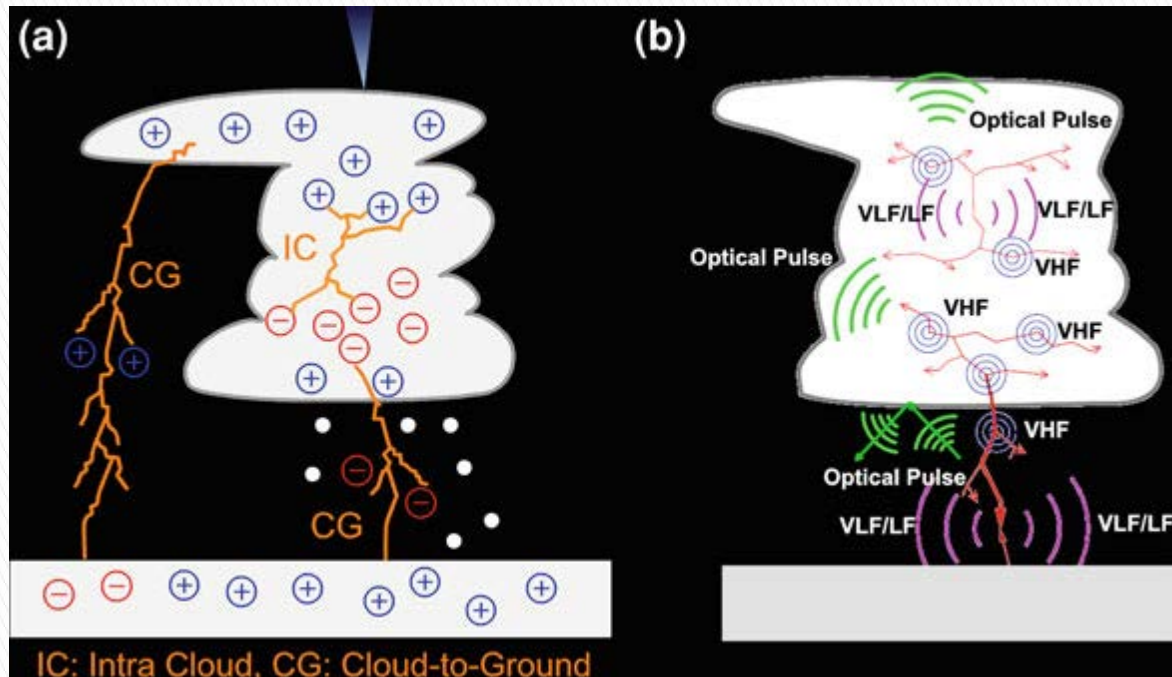 (a)
CG
IC
CG
IC: Intra Cloud, CG: Cloud-to-Ground
(b)
Optical Pulse
VLF/LF
VLF/LF
Optical Pulse
VHF
VHF
VHF
VHF
Optical Pulse
VLF/LF
VLF/LF